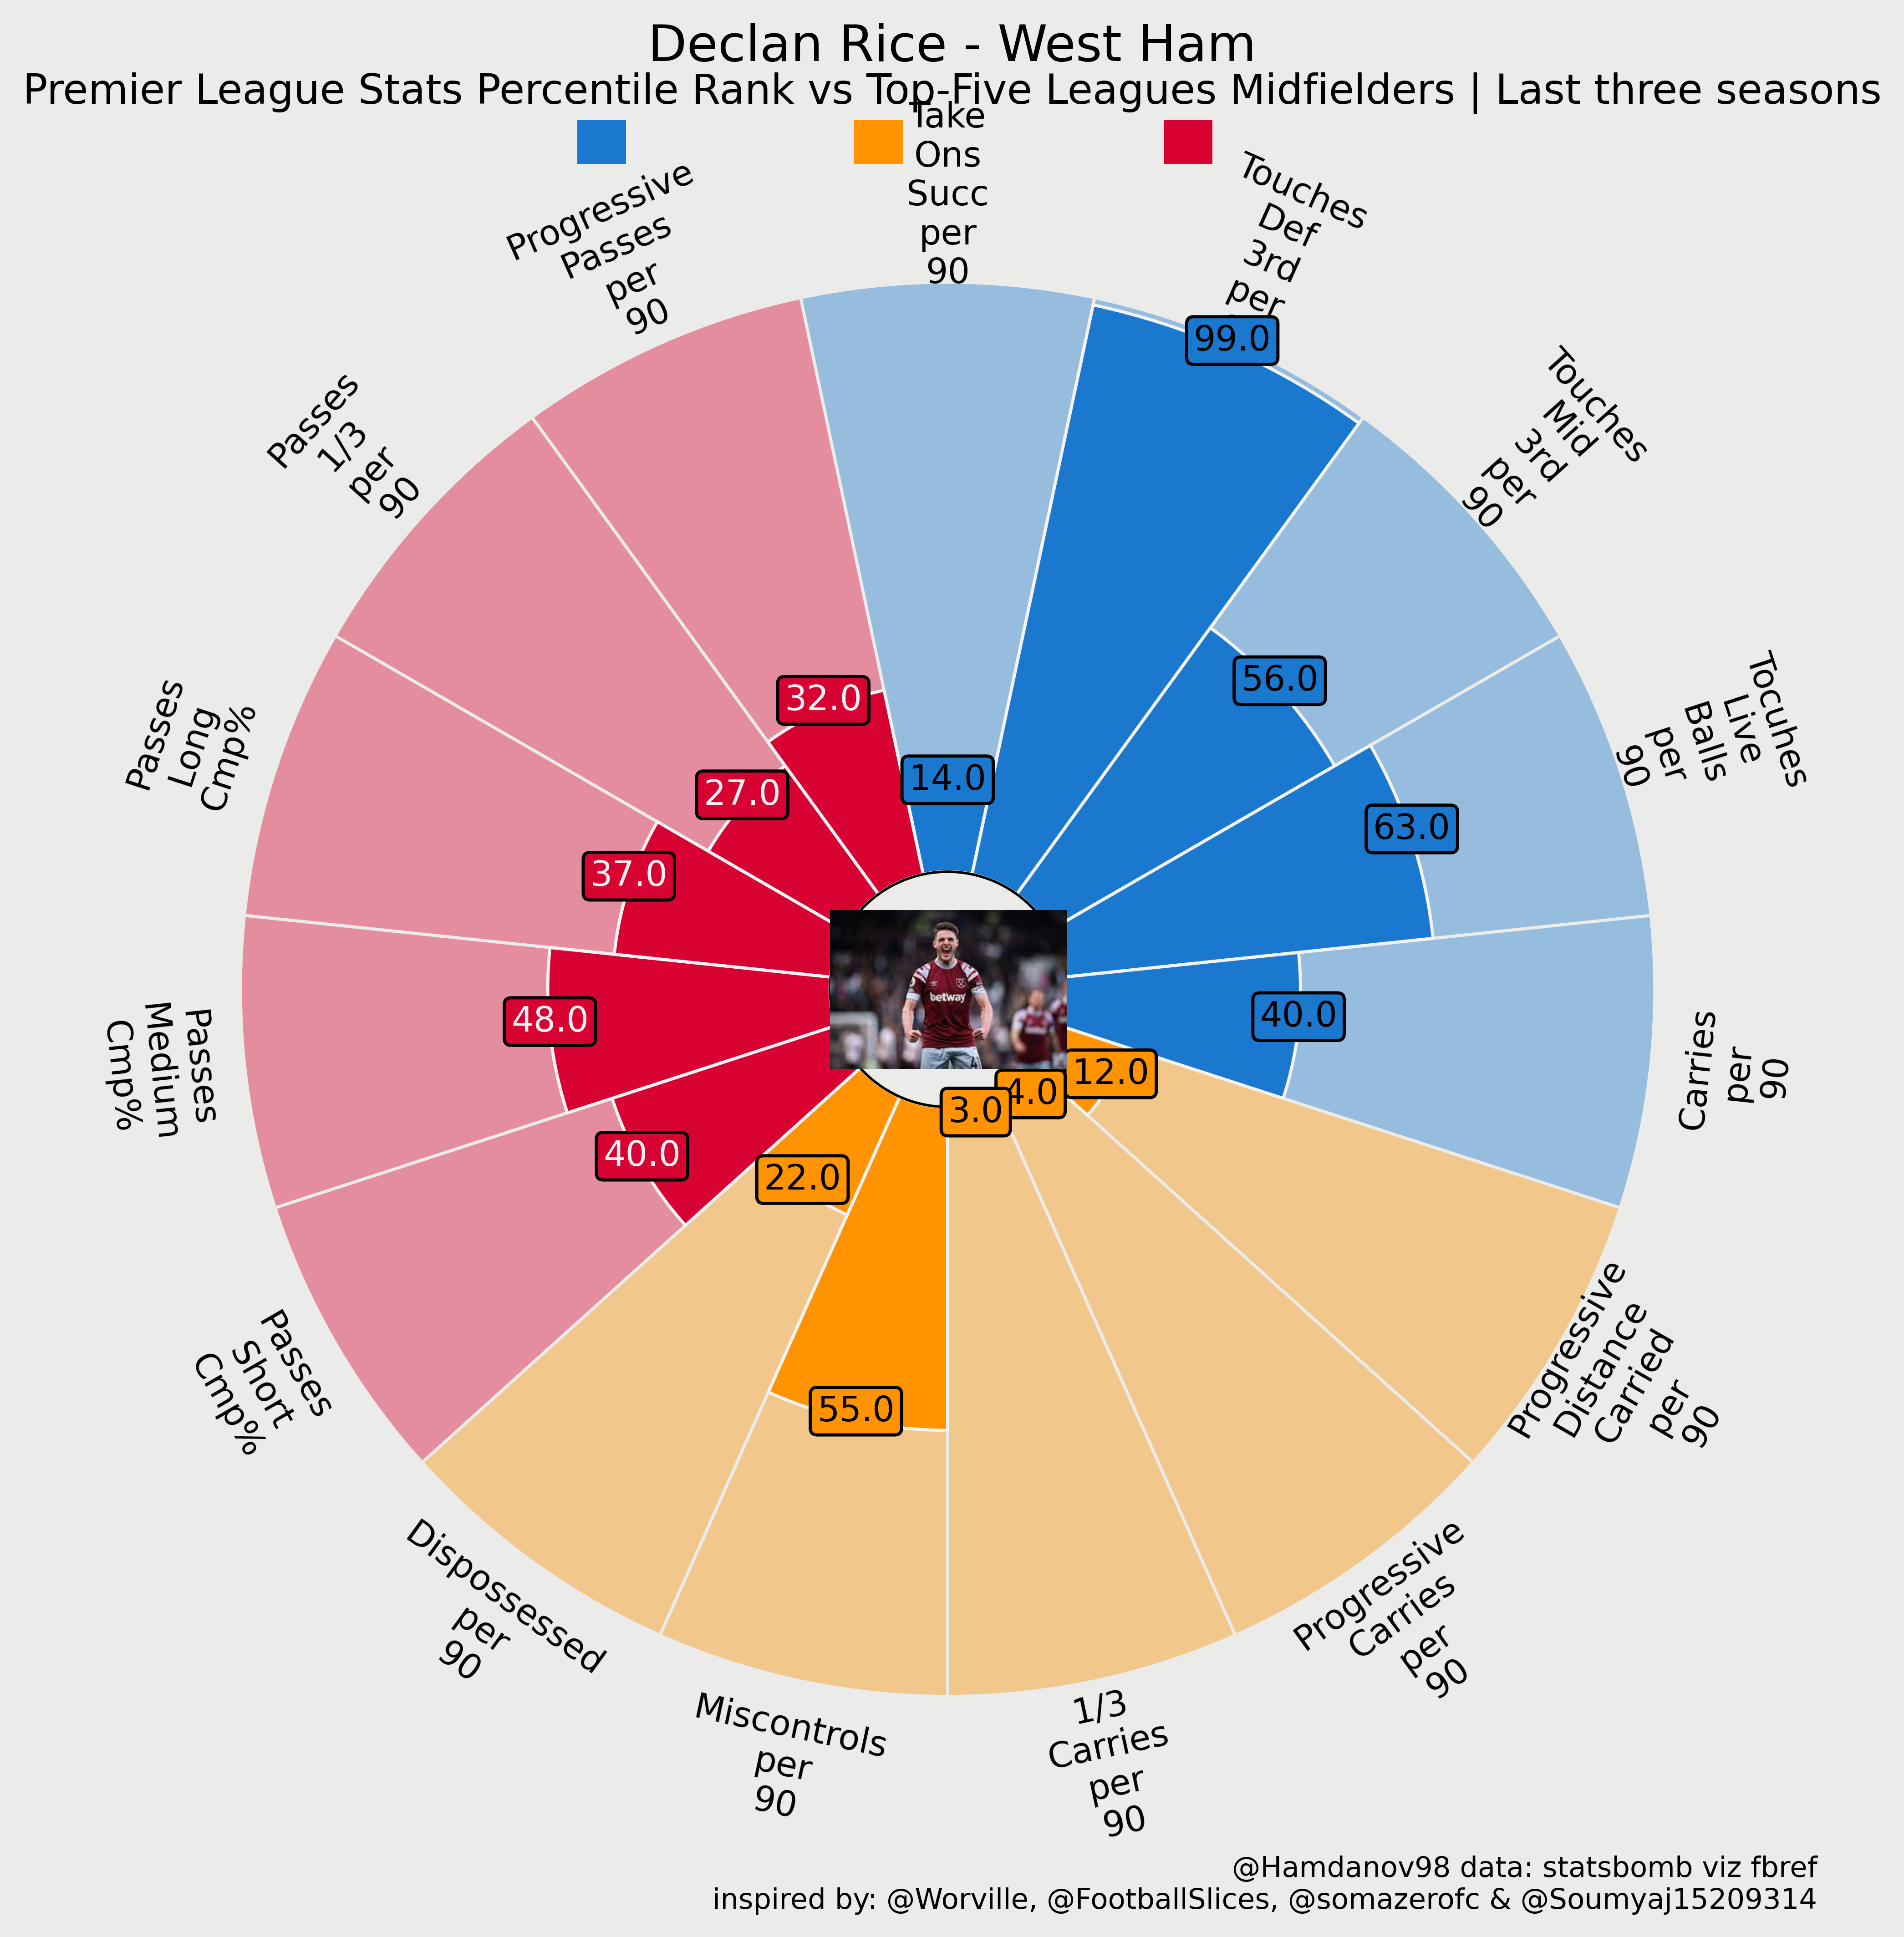 Declan Rice - West Ham
Premier League Stats Percentile Rank vs Top-Five Leagues Midfielders | Last three seasons
Take
Ons
Succ
per
90
Touches
Def
3rd
per
Touches
Mid
3rd
per
90
Tocuhes
Live
Balls
per
90
Carries
per
90
Progressive
Distance
Carried
per
90
Progressive
Carries
per
90
1/3
Carries
per
90
Miscontrols
per
90
Dispossessed
per
90
Passes
Short
Cmp%
Passes
Medium
Cmp%
Passes
Long
Cmp%
Passes
1/3
per
90
Progressive
Passes
per
90
14.0
99.0
56.0
63.0
40.0
12.0
4.0
3.0
55.0
22.0
40.0
48.0
37.0
27.0
32.0
betway
@Hamdanov98 data: statsbomb viz fbref
inspired by: @Worville, @FootballSlices, @somazerofc & @Soumyaj15209314